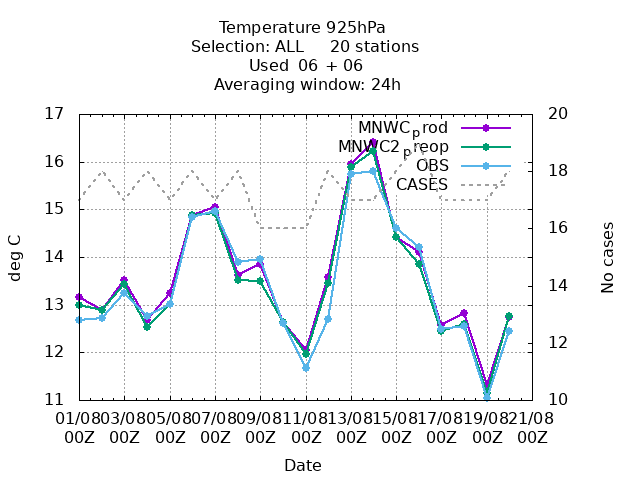 Temperature 925hPa
Selection: ALL 20 stations
Used 06 + 06
Averaging window: 24h
17
16
15
14
13
12
11
20
18
16
14
12
10
deg C
No cases
MNWC_prod
MNWC2_preop
OBS
CASES
01/08 03/08 05/08 07/08 09/08 11/08 13/08 15/08 17/08 19/08 21/08
00Z 00Z 00Z 00Z 00Z 00Z 00Z 00Z 00Z 00Z 00Z
Date